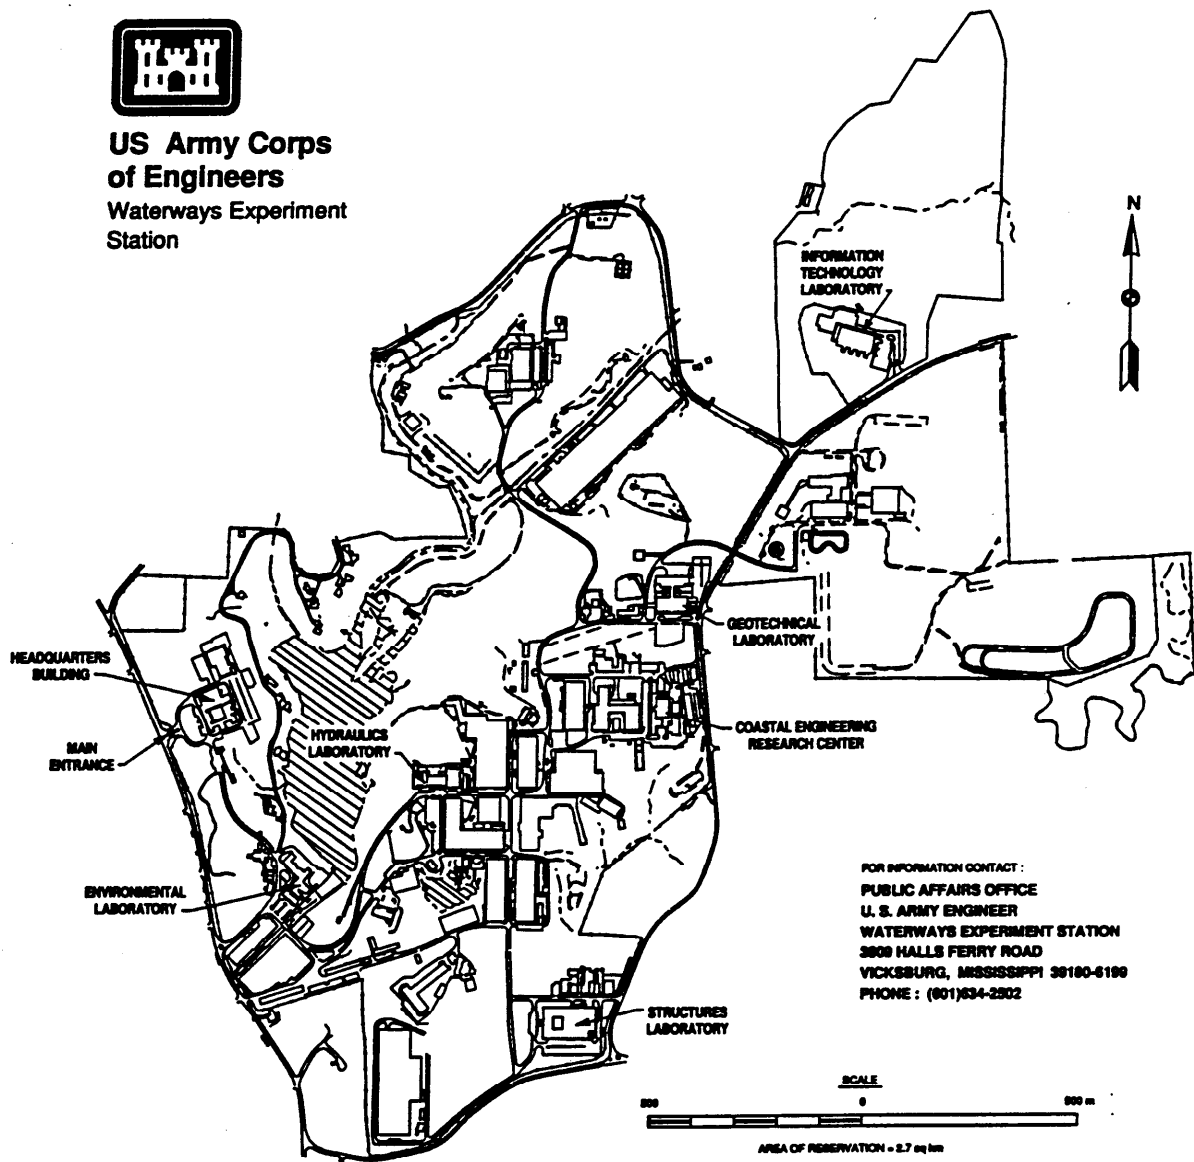 US Army Corps
of Engineers
Waterways Experiment
Station
N
INFORMATION
TECHNOLOGY
LABORATORY
GEOTECHNICAL
LABORATORY
HEADQUARTERS
BUILDING
MAIN
ENTRANCE
HYDRAULICS
LABORATORY
COASTAL ENGINEERING
RESEARCH CENTER
ENVIRONMENTAL
LABORATORY
STRUCTURES
LABORATORY
FOR INFORMATION CONTACT :
PUBLIC AFFAIRS OFFICE
U. S. ARMY ENGINEER
WATERWAYS EXPERIMENT STATION
3909 HALLS FERRY ROAD
VICKSBURG, MISSISSIPPI 39180-6199
PHONE : (601)634-2502
SCALE
500 0 500 m
AREA OF RESERVATION = 2.7 sq km